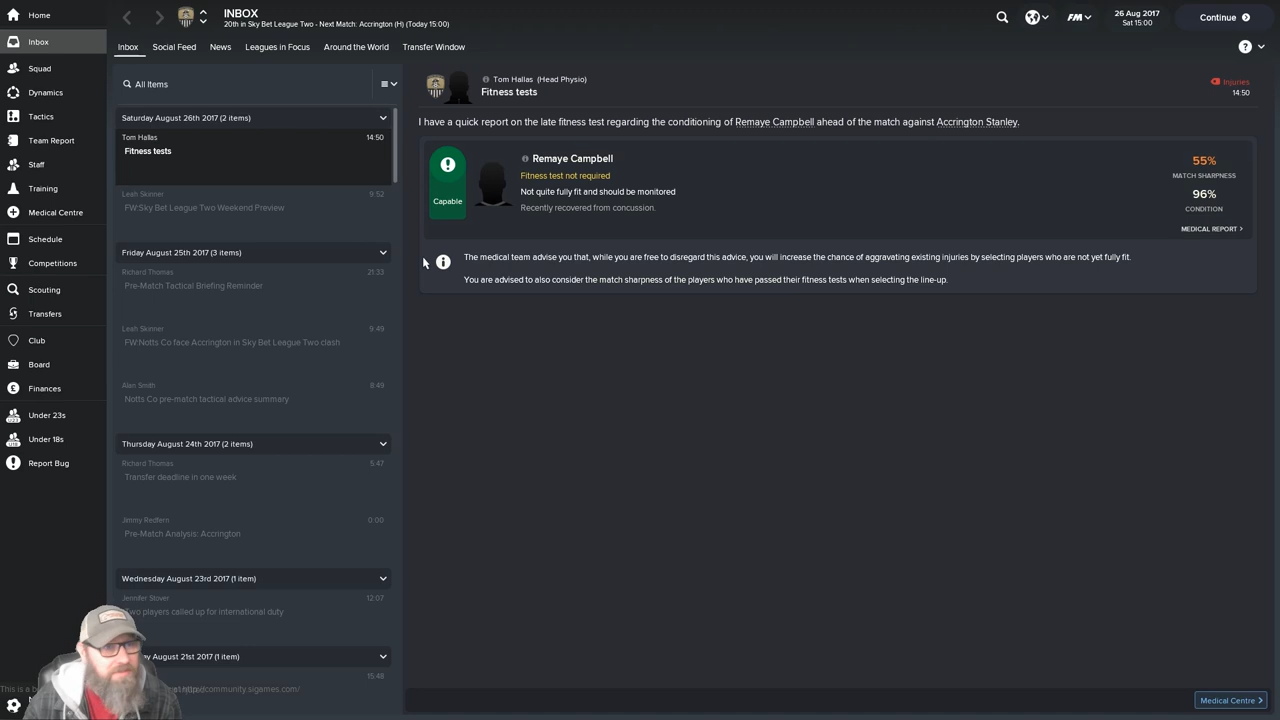 Home
Inbox
Squad
Dynamics
Tactics
Team Report
Staff
Training
Medical Centre
Schedule
Competitions
Scouting
Transfers
Club
Board
Finances
Under 23s
Under 18s
Report Bug
INBOX
20th in Sky Bet League Two - Next Match: Accrington (H) (Today 15:00)
FM
26 Aug 2017
Sat 15:00
Continue
Inbox Social Feed News Leagues in Focus Around the World Transfer Window
All Items
Saturday August 26th 2017 (2 items)
Tom Hallas 14:50
Fitness tests
Leah Skinner 9:52
FW:Sky Bet League Two Weekend Preview
Friday August 25th 2017 (3 items)
Richard Thomas 21:33
Pre-Match Tactical Briefing Reminder
Leah Skinner 9:49
FW:Notts Co face Accrington in Sky Bet League Two clash
Alan Smith 8:49
Notts Co pre-match tactical advice summary
Thursday August 24th 2017 (2 items)
Richard Thomas 5:47
Transfer deadline in one week
Jimmy Redfern 0:00
Pre-Match Analysis: Accrington
Wednesday August 23rd 2017 (1 item)
Jennifer Stover 12:07
Two players called up for international duty
August 21st 2017 (1 item)
15:48
This is a
http://community.sigames.com/
Tom Hallas (Head Physio)
Fitness tests
Injuries
14:50
I have a quick report on the late fitness test regarding the conditioning of Remaye Campbell ahead of the match against Accrington Stanley.
Capable
Remaye Campbell
Fitness test not required
Not quite fully fit and should be monitored
Recently recovered from concussion.
55%
MATCH SHARPNESS
96%
CONDITION
MEDICAL REPORT
The medical team advise you that, while you are free to disregard this advice, you will increase the chance of aggravating existing injuries by selecting players who are not yet fully fit.
You are advised to also consider the match sharpness of the players who have passed their fitness tests when selecting the line-up.
Medical Centre